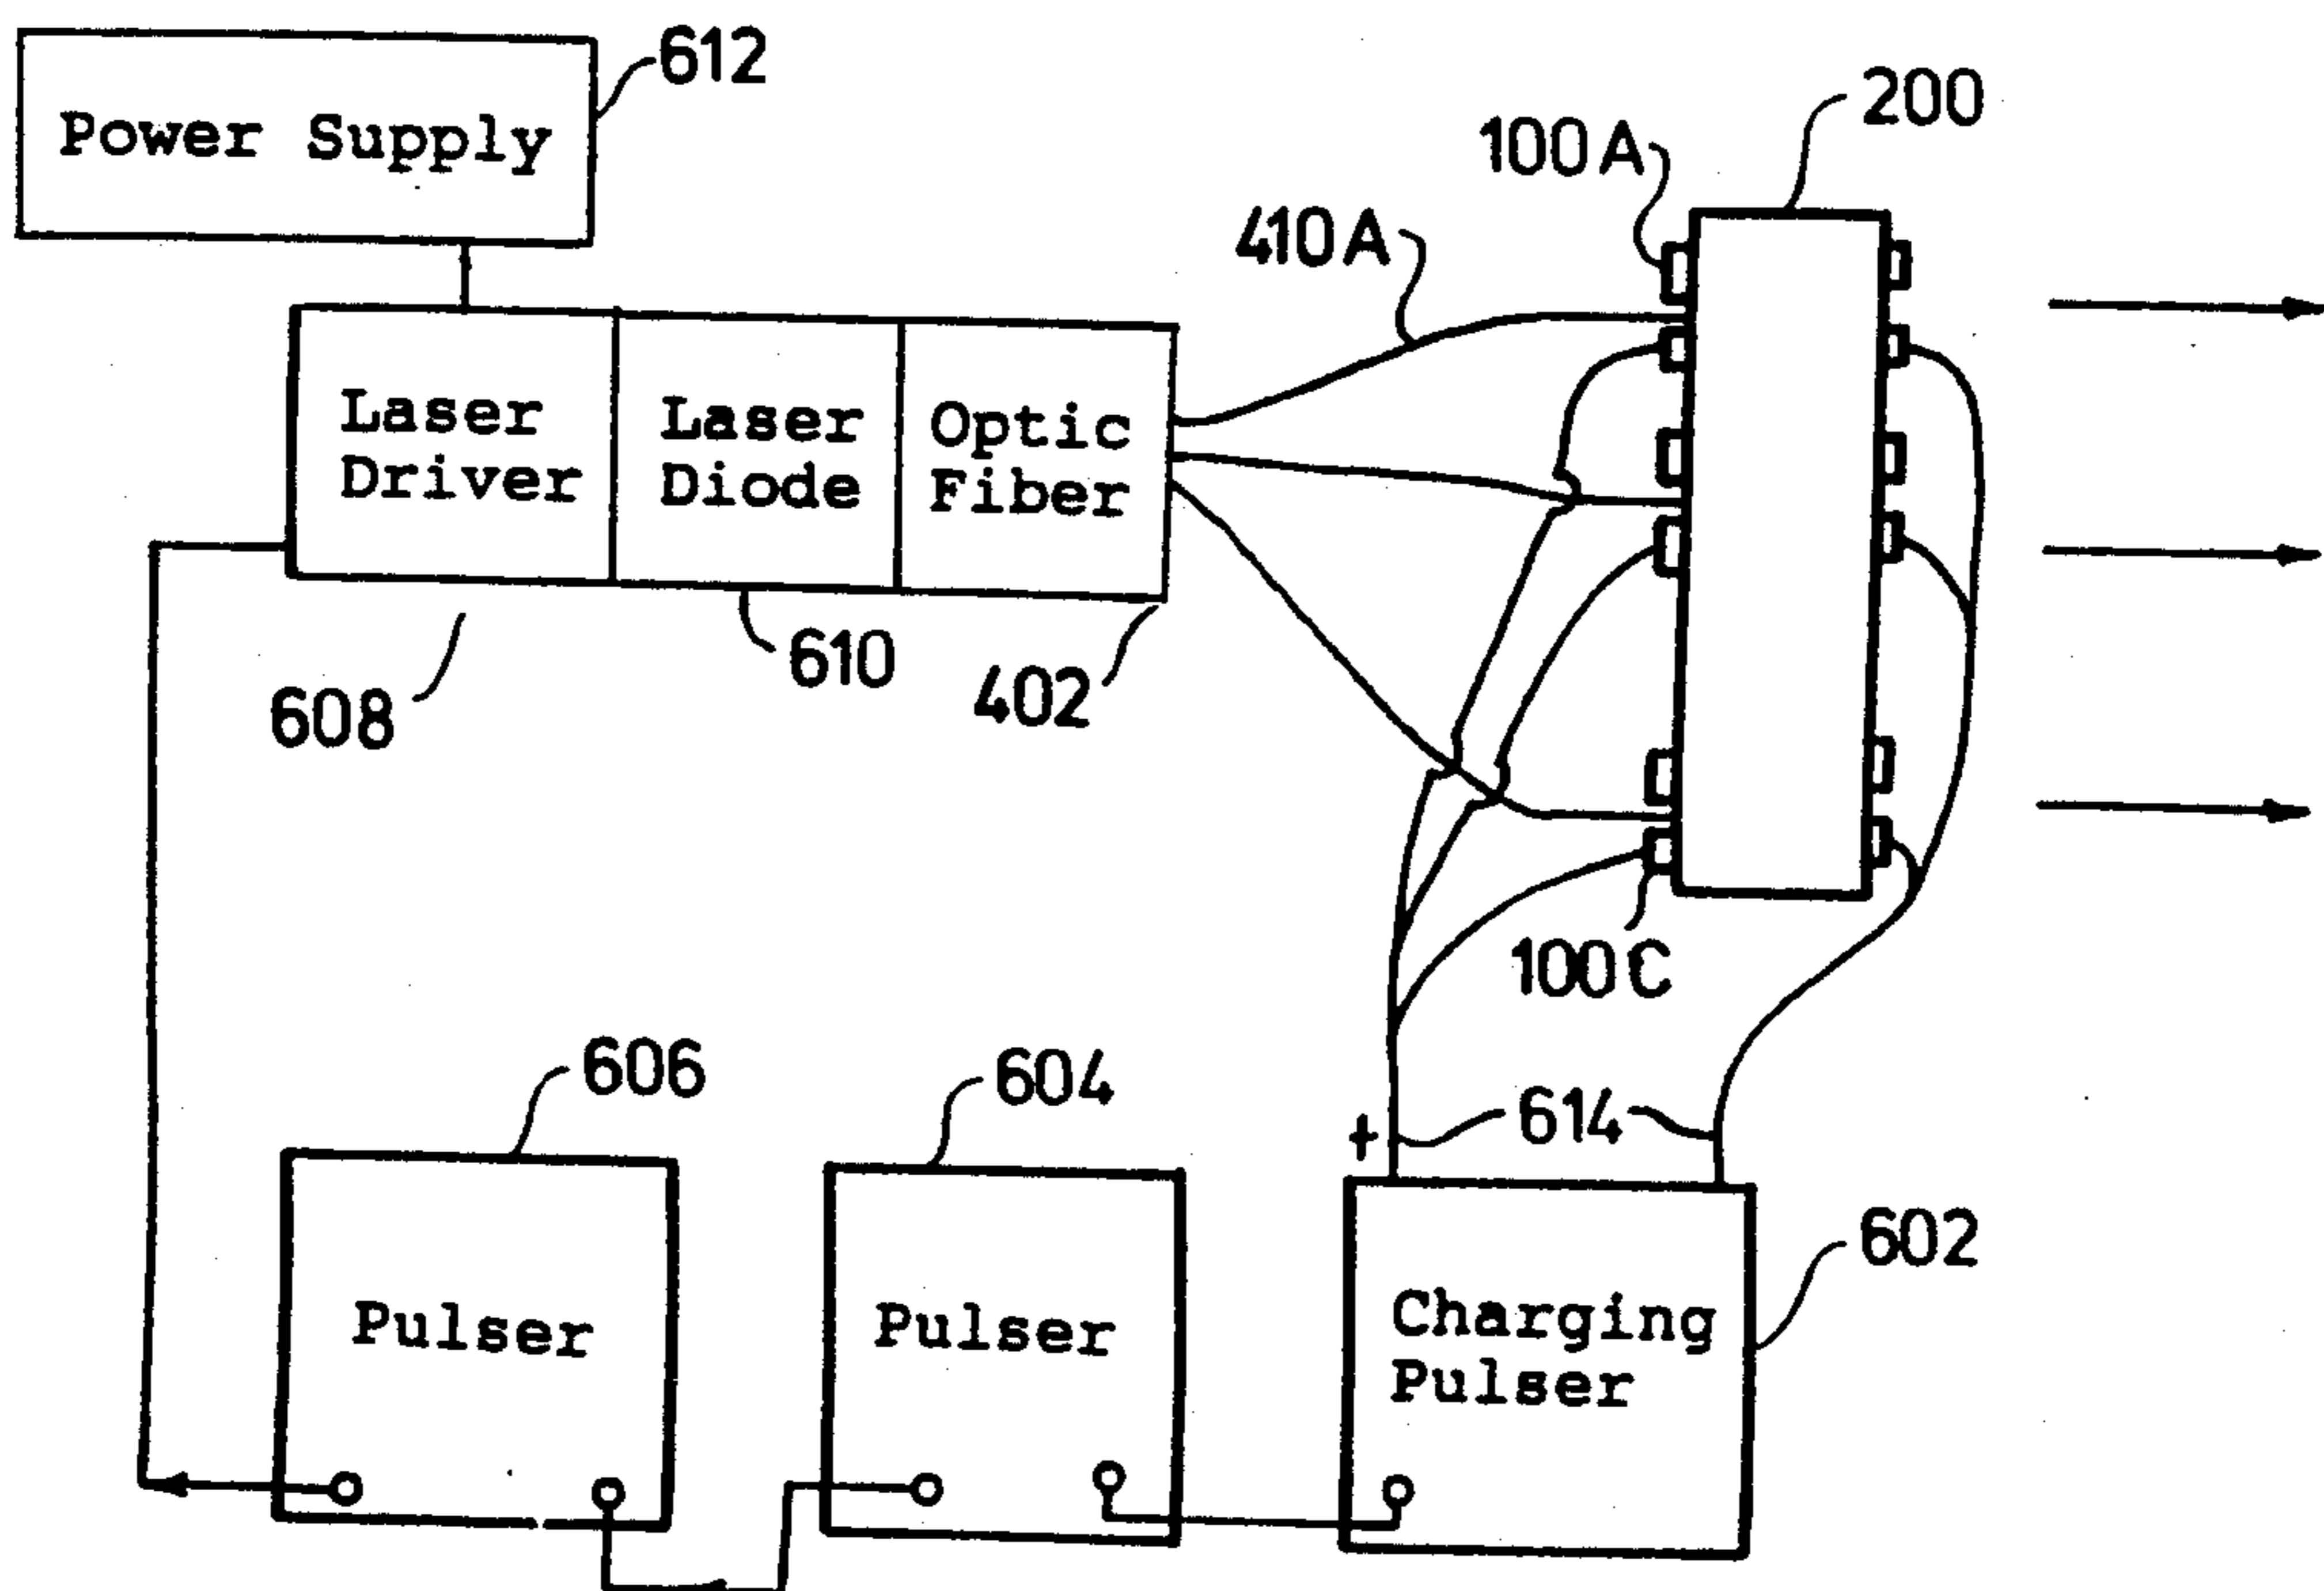 612
Power Supply
200
100A
410A
Laser
Driver
Laser
Diode
Optic
Fiber
610
402
608
100C
606
604
614
+
602
Pulser
Pulser
Charging
Pulser